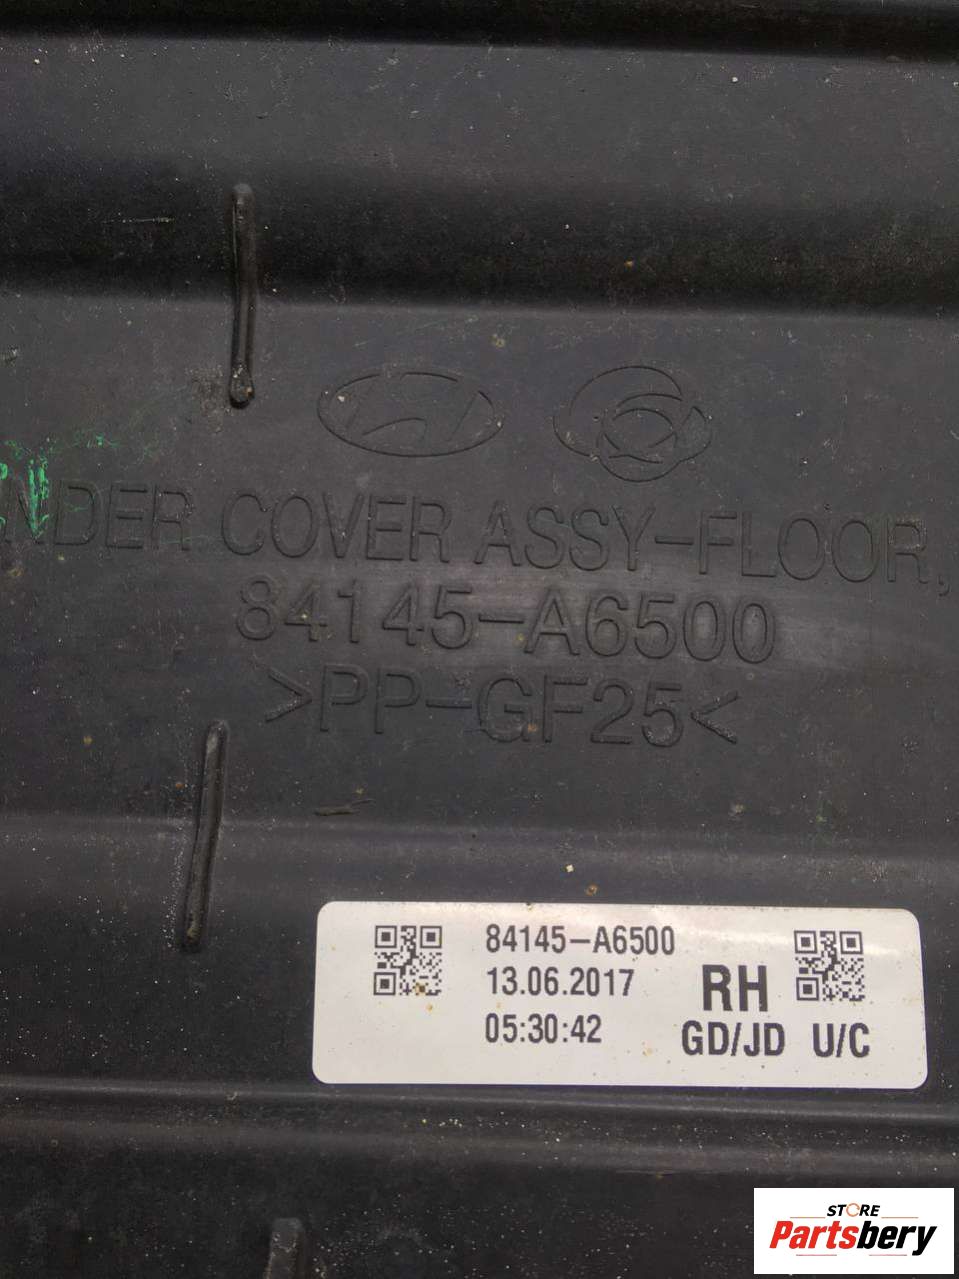 NDER COVER ASSY-FLOOR,
84145-A6500
>PP-GF25<
84145-A6500
13.06.2017
05:30:42
RH
GD/JD U/C
STORE
Partsbery